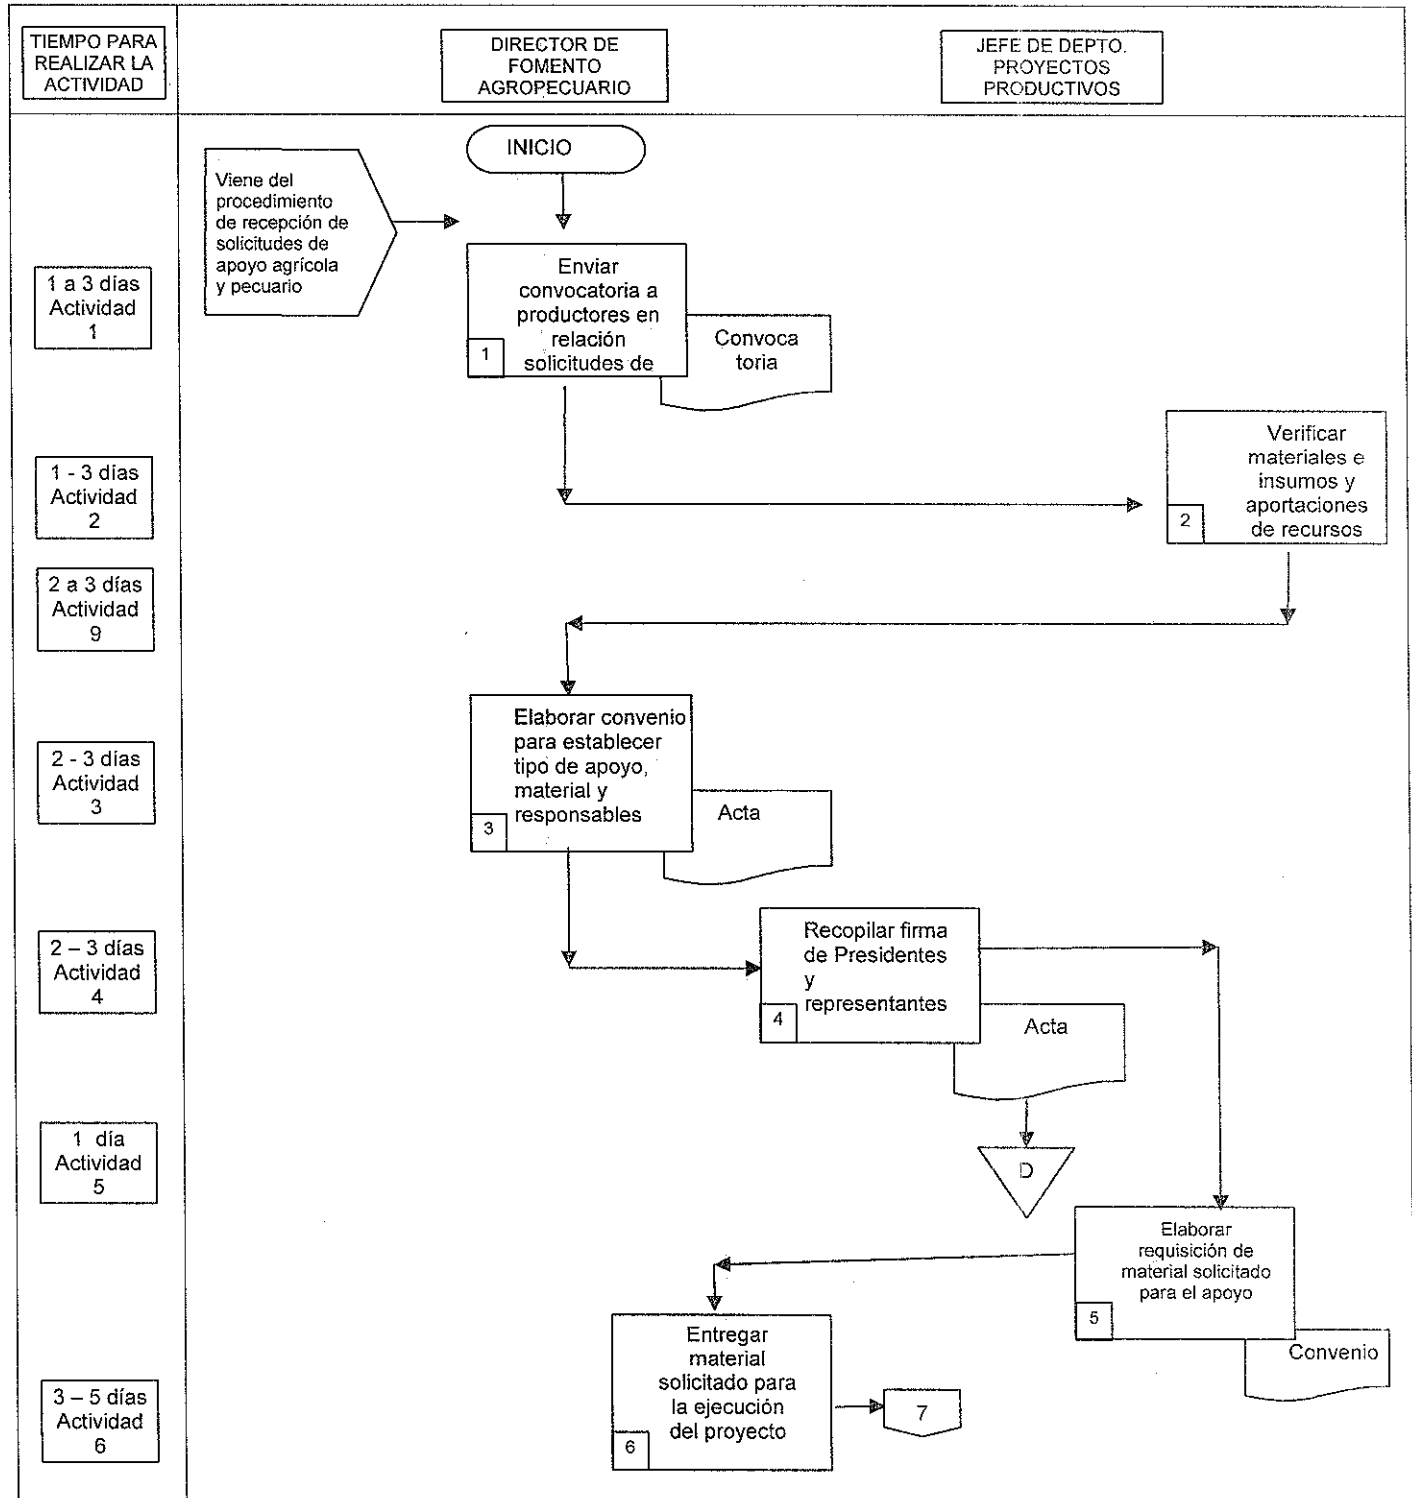 TIEMPO PARA
REALIZAR LA
ACTIVIDAD
DIRECTOR DE
FOMENTO
AGROPECUARIO
JEFE DE DEPTO.
PROYECTOS
PRODUCTIVOS
INICIO
Viene del
procedimiento
de recepción de
solicitudes de
apoyo agrícola
y pecuario
1 a 3 días
Actividad
1
Enviar
convocatoria a
productores en
relación
solicitudes de
1
Convoca
toria
1 - 3 días
Actividad
2
Verificar
materiales e
insumos y
aportaciones
de recursos
2
2 a 3 días
Actividad
9
2 - 3 días
Actividad
3
Elaborar convenio
para establecer
tipo de apoyo,
material y
responsables
3
Acta
2 – 3 días
Actividad
4
Recopilar firma
de Presidentes
y
representantes
4
Acta
D
1 día
Actividad
5
Elaborar
requisición de
material solicitado
para el apoyo
5
Convenio
3 – 5 días
Actividad
6
Entregar
material
solicitado para
la ejecución
del proyecto
6
7